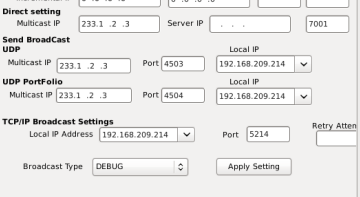 Direct setting
Multicast IP 233.1 .2 .3 Server IP . . . 7001
Send BroadCast
UDP Local IP
Multicast IP 233.1 .2 .3 Port 4503 192.168.209.214
UDP PortFolio Local IP
Multicast IP 233.1 .2 .3 Port 4504 192.168.209.214
TCP/IP Broadcast Settings Retry Atten
Local IP Address 192.168.209.214 Port 5214
Broadcast Type DEBUG Apply Setting